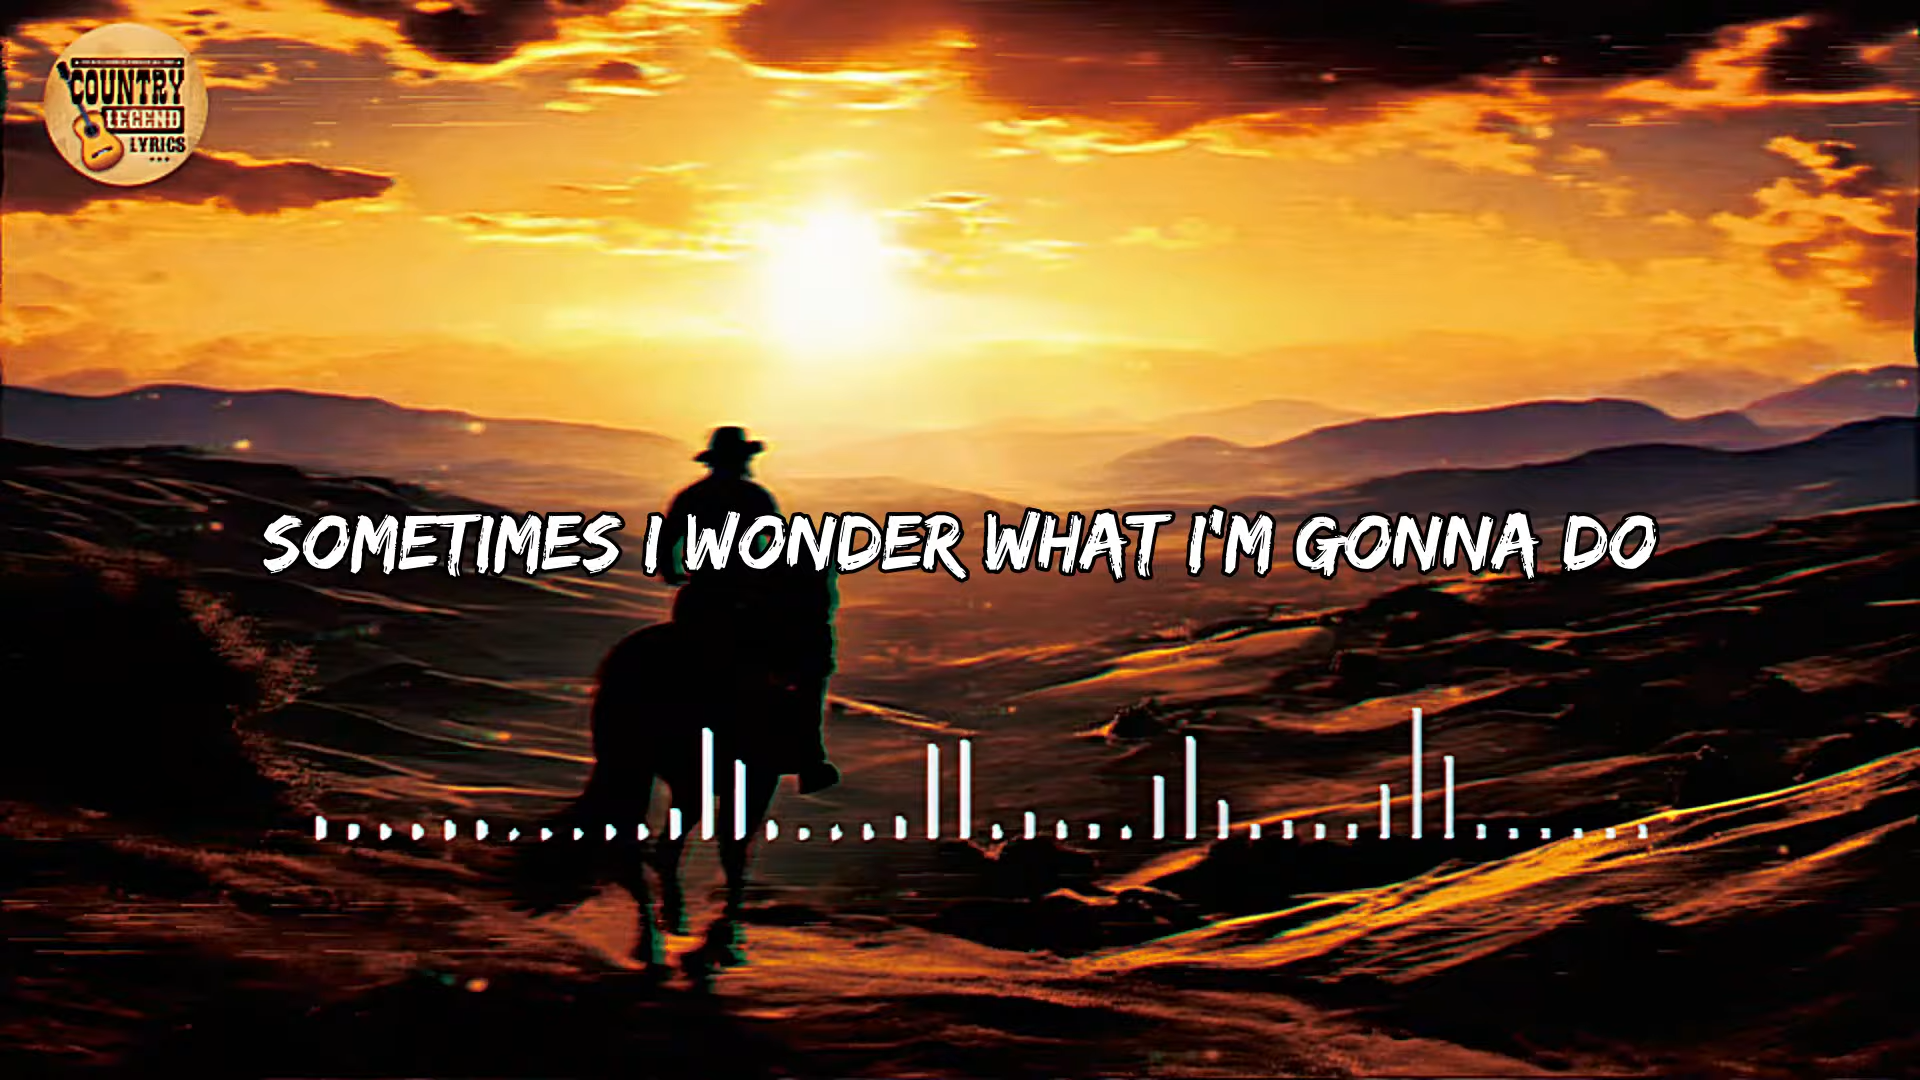 COUNTRY
LEGEND
LYRICS
SOMETIMES I WONDER WHAT I'M GONNA DO